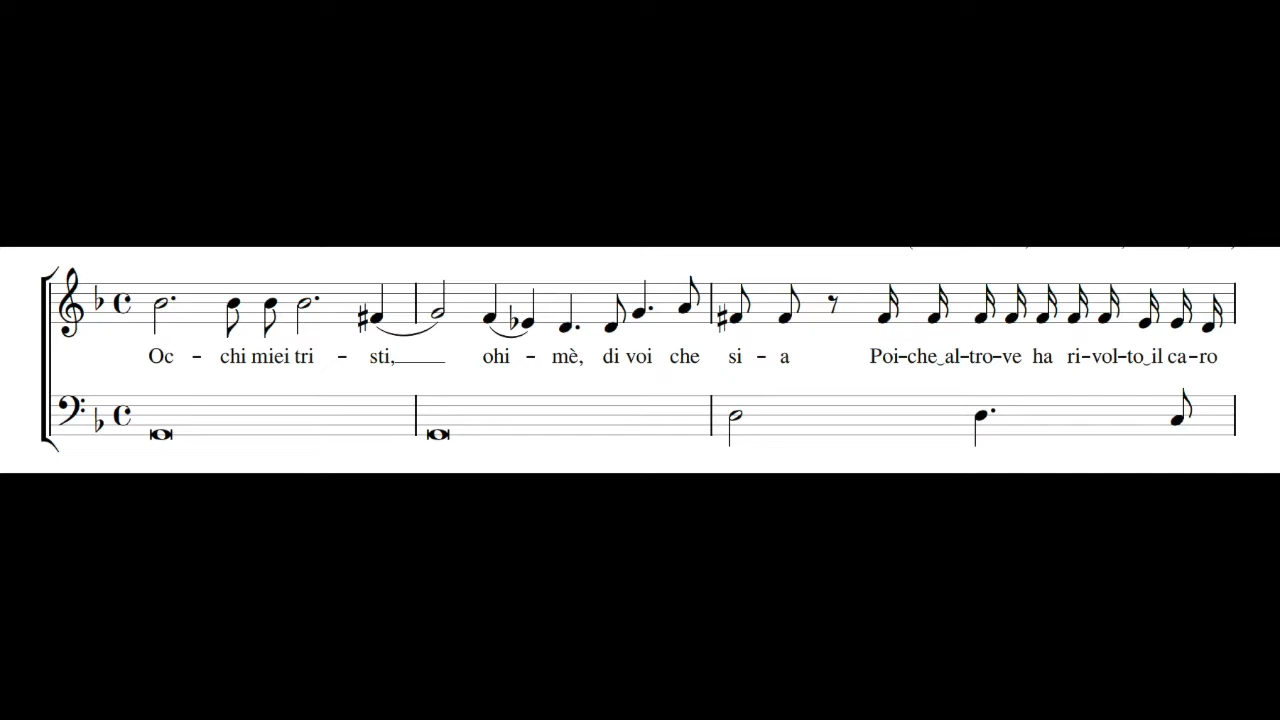 Oc - chi miei tri - sti, ohi - mè, di voi che si - a Poi-che‿al-tro-ve ha ri-vol-to‿il ca-ro